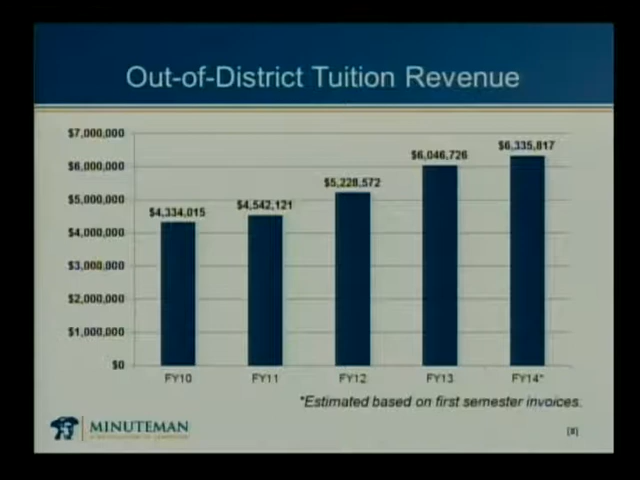 Out-of-District Tuition Revenue
$7,000,000
$6,000,000
$5,000,000
$4,000,000
$3,000,000
$2,000,000
$1,000,000
$0
$4,334,015
$4,542,121
$5,228,572
$6,046,726
$6,335,817
FY10
FY11
FY12
FY13
FY14*
*Estimated based on first semester invoices.
MINUTEMAN
[8]